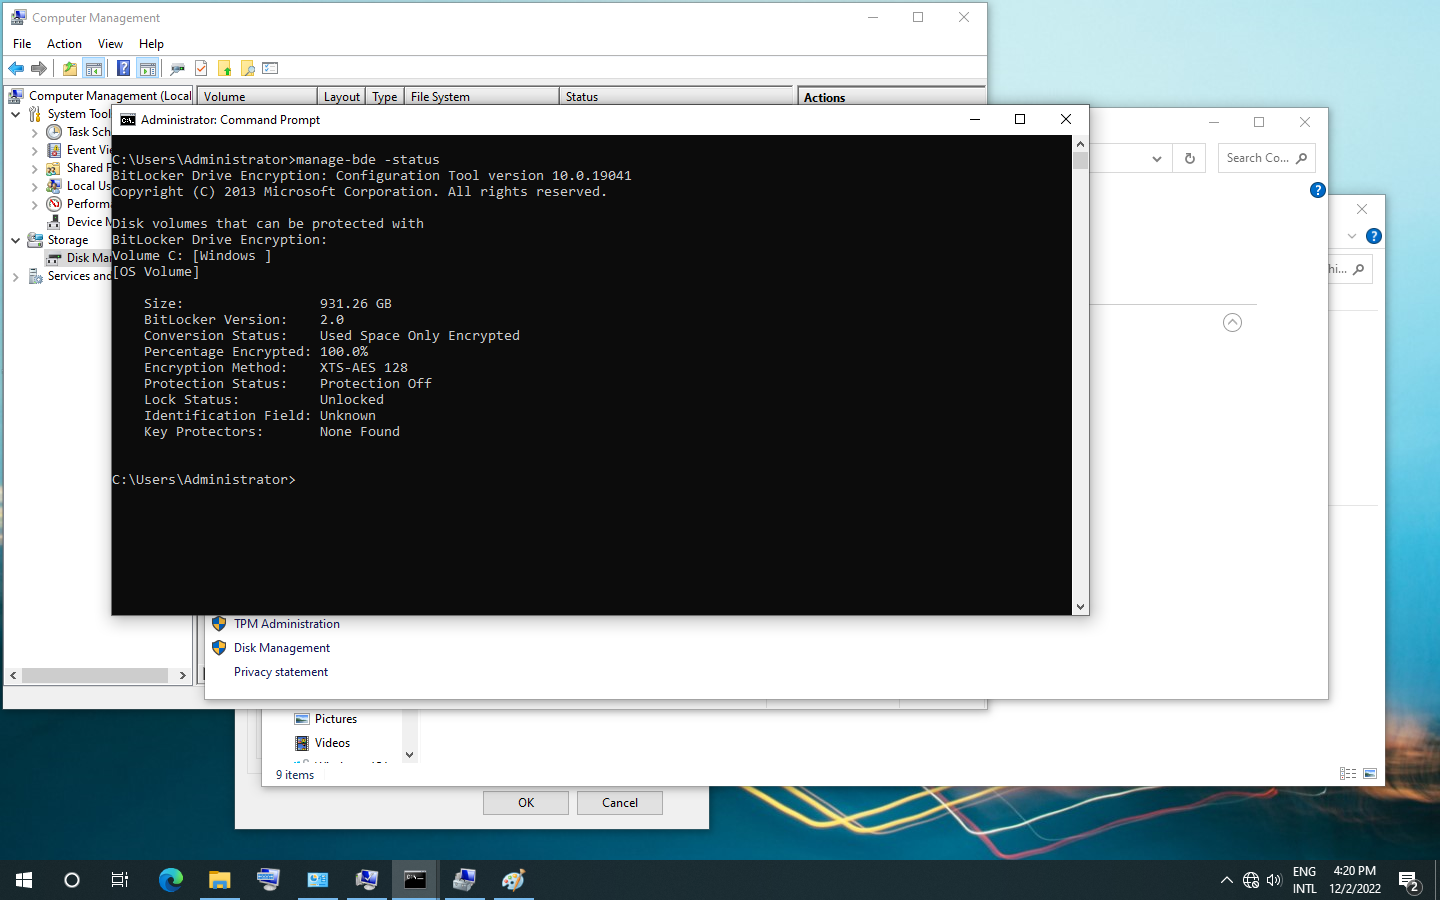 Computer Management
File Action View Help
Computer Management (Local
System Tool
Task Sch
Event Vi
Shared F
Local Us
Perform
Device M
Storage
Disk Ma
Services and
Volume Layout Type File System Status
Actions
Administrator: Command Prompt
C:\Users\Administrator>manage-bde -status
BitLocker Drive Encryption: Configuration Tool version 10.0.19041
Copyright (C) 2013 Microsoft Corporation. All rights reserved.
Disk volumes that can be protected with
BitLocker Drive Encryption:
Volume C: [Windows ]
[OS Volume]
Size: 931.26 GB
BitLocker Version: 2.0
Conversion Status: Used Space Only Encrypted
Percentage Encrypted: 100.0%
Encryption Method: XTS-AES 128
Protection Status: Protection Off
Lock Status: Unlocked
Identification Field: Unknown
Key Protectors: None Found
C:\Users\Administrator>
Search Co...
hi...
TPM Administration
Disk Management
Privacy statement
Pictures
Videos
9 items
OK Cancel
ENG
INTL
4:20 PM
12/2/2022
2